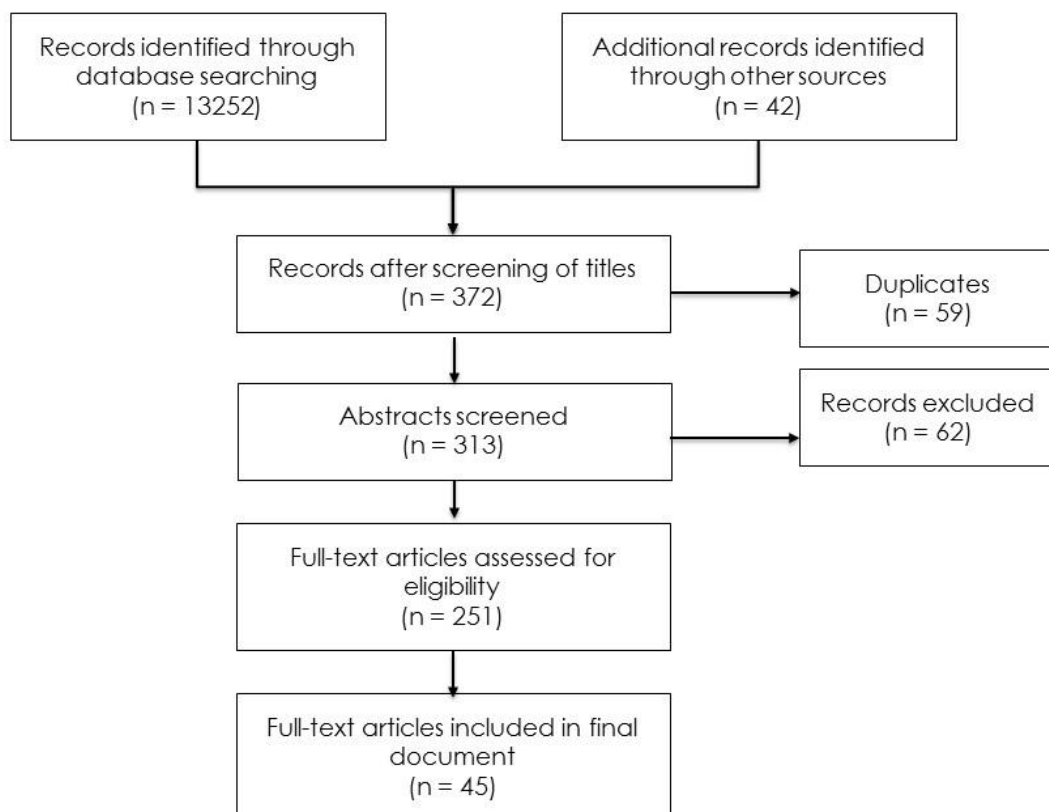 Records identified through
database searching
(n = 13252)
Additional records identified
through other sources
(n = 42)
Records after screening of titles
(n = 372)
Duplicates
(n = 59)
Abstracts screened
(n = 313)
Records excluded
(n = 62)
Full-text articles assessed for
eligibility
(n = 251)
Full-text articles included in final
document
(n = 45)